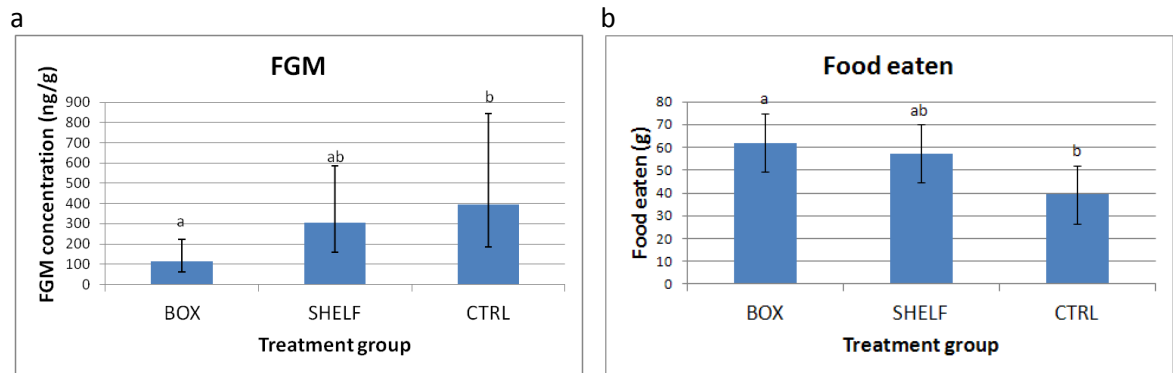 a
FGM
FGM concentration (ng/g)
900
800
700
600
500
400
300
200
100
0
a
ab
b
BOX
SHELF
CTRL
Treatment group
b
Food eaten
Food eaten (g)
80
70
60
50
40
30
20
10
0
a
ab
b
BOX
SHELF
CTRL
Treatment group